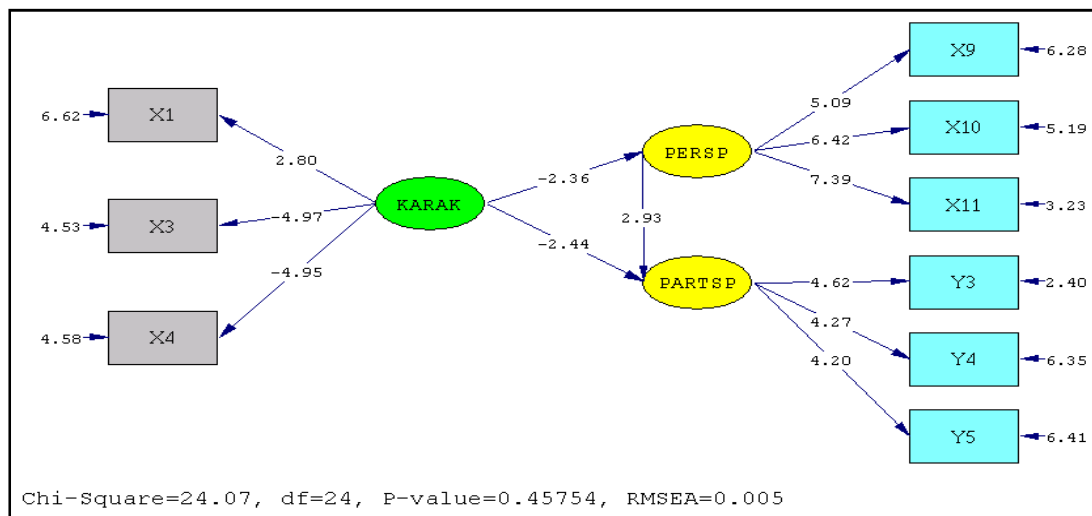 X9
6.28
X1
6.62
5.09
X10
5.19
6.42
PERSP
2.80
-2.36
7.39
KARAK
X11
3.23
X3
4.53
-4.97
2.93
-2.44
-4.95
PARTSP
4.62
Y3
2.40
4.27
X4
4.58
Y4
6.35
4.20
Y5
6.41
Chi-Square=24.07, df=24, P-value=0.45754, RMSEA=0.005